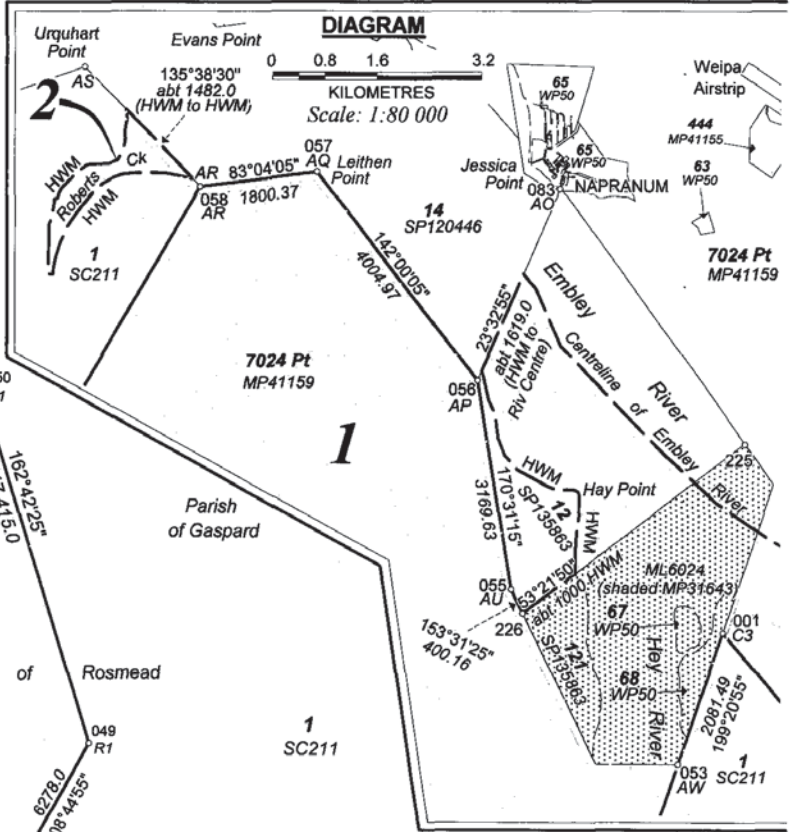 DIAGRAM
Urquhart
Point
Evans Point
AS
0 0.8 1.6 3.2
KILOMETRES
Scale: 1:80 000
135°38'30"
abt 1482.0
(HWM to HWM)
2
65
WP50
65
WP50
Weipa
Airstrip
444
MP41155
63
WP50
HWM
Roberts
Ck
HWM
AR
058
AR
83°04'05"
1800.37
057
AQ
Leithen
Point
Jessica
Point
083
AO
NAPRANUM
14
SP120446
7024 Pt
MP41159
1
SC211
142°00'05"
4004.97
23°32'55"
abt 1619.0
(HWM to
Riv Centre)
Embley
River
Centreline
of
Embley
River
7024 Pt
MP41159
056
AP
1
225
162°42'25"
170°31'15"
3169.63
HWM
12
SP135863
Hay Point
HWM
Parish
of Gaspard
ML6024
(shaded MP31643)
055
AU
53°21'50"
abt 1000 HWM
226
153°31'25"
400.16
67
WP50
001
C3
121
SP135863
68
WP50
Hey
River
of Rosmead
2081.49
199°20'55"
049
R1
1
SC211
053
AW
1
SC211
6278.0